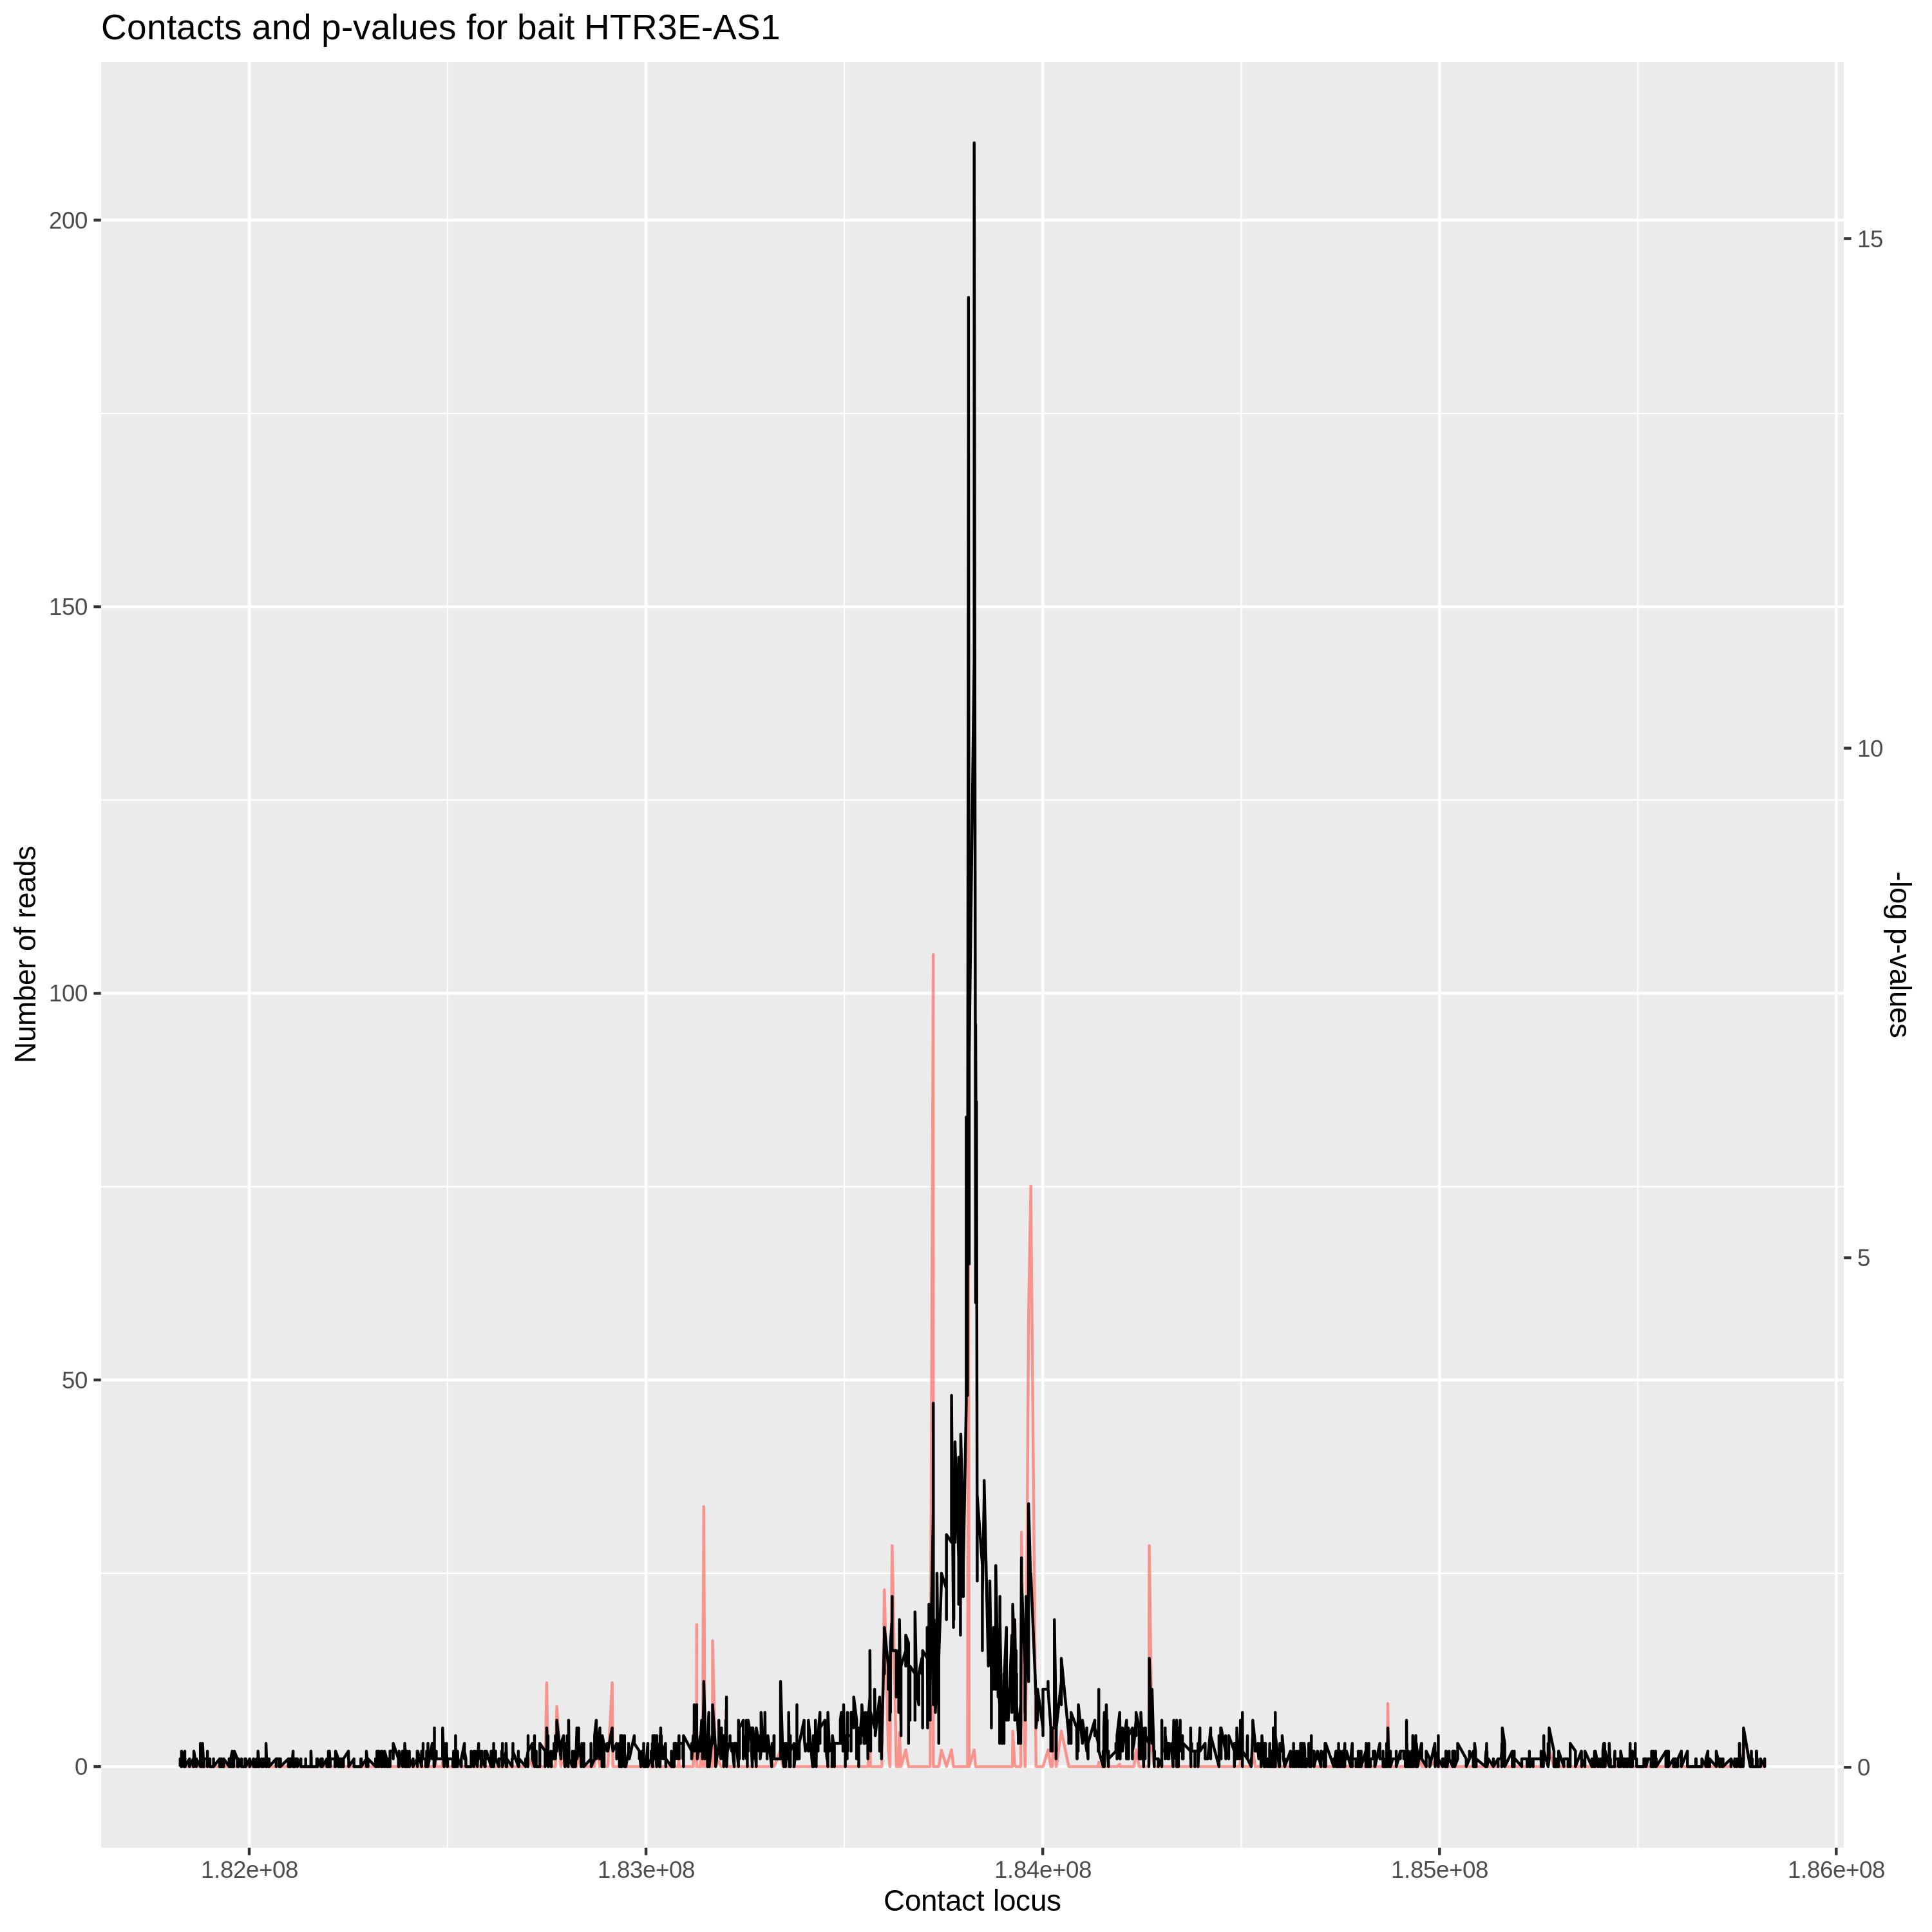 Contacts and p-values for bait HTR3E-AS1
200
150
100
50
0
Number of reads
15
10
5
0
-log p-values
1.82e+08
1.83e+08
1.84e+08
1.85e+08
1.86e+08
Contact locus